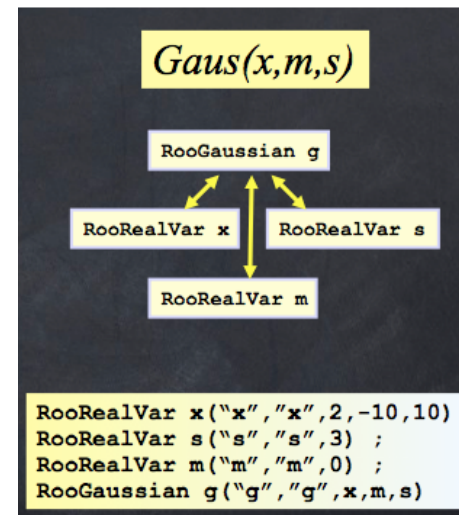 Gaus(x,m,s)
RooGaussian g
RooRealVar x
RooRealVar s
RooRealVar m
RooRealVar x(“x”,”x”,2,-10,10)
RooRealVar s(“s”,”s”,3) ;
RooRealVar m(“m”,”m”,0) ;
RooGaussian g(“g”,”g”,x,m,s)